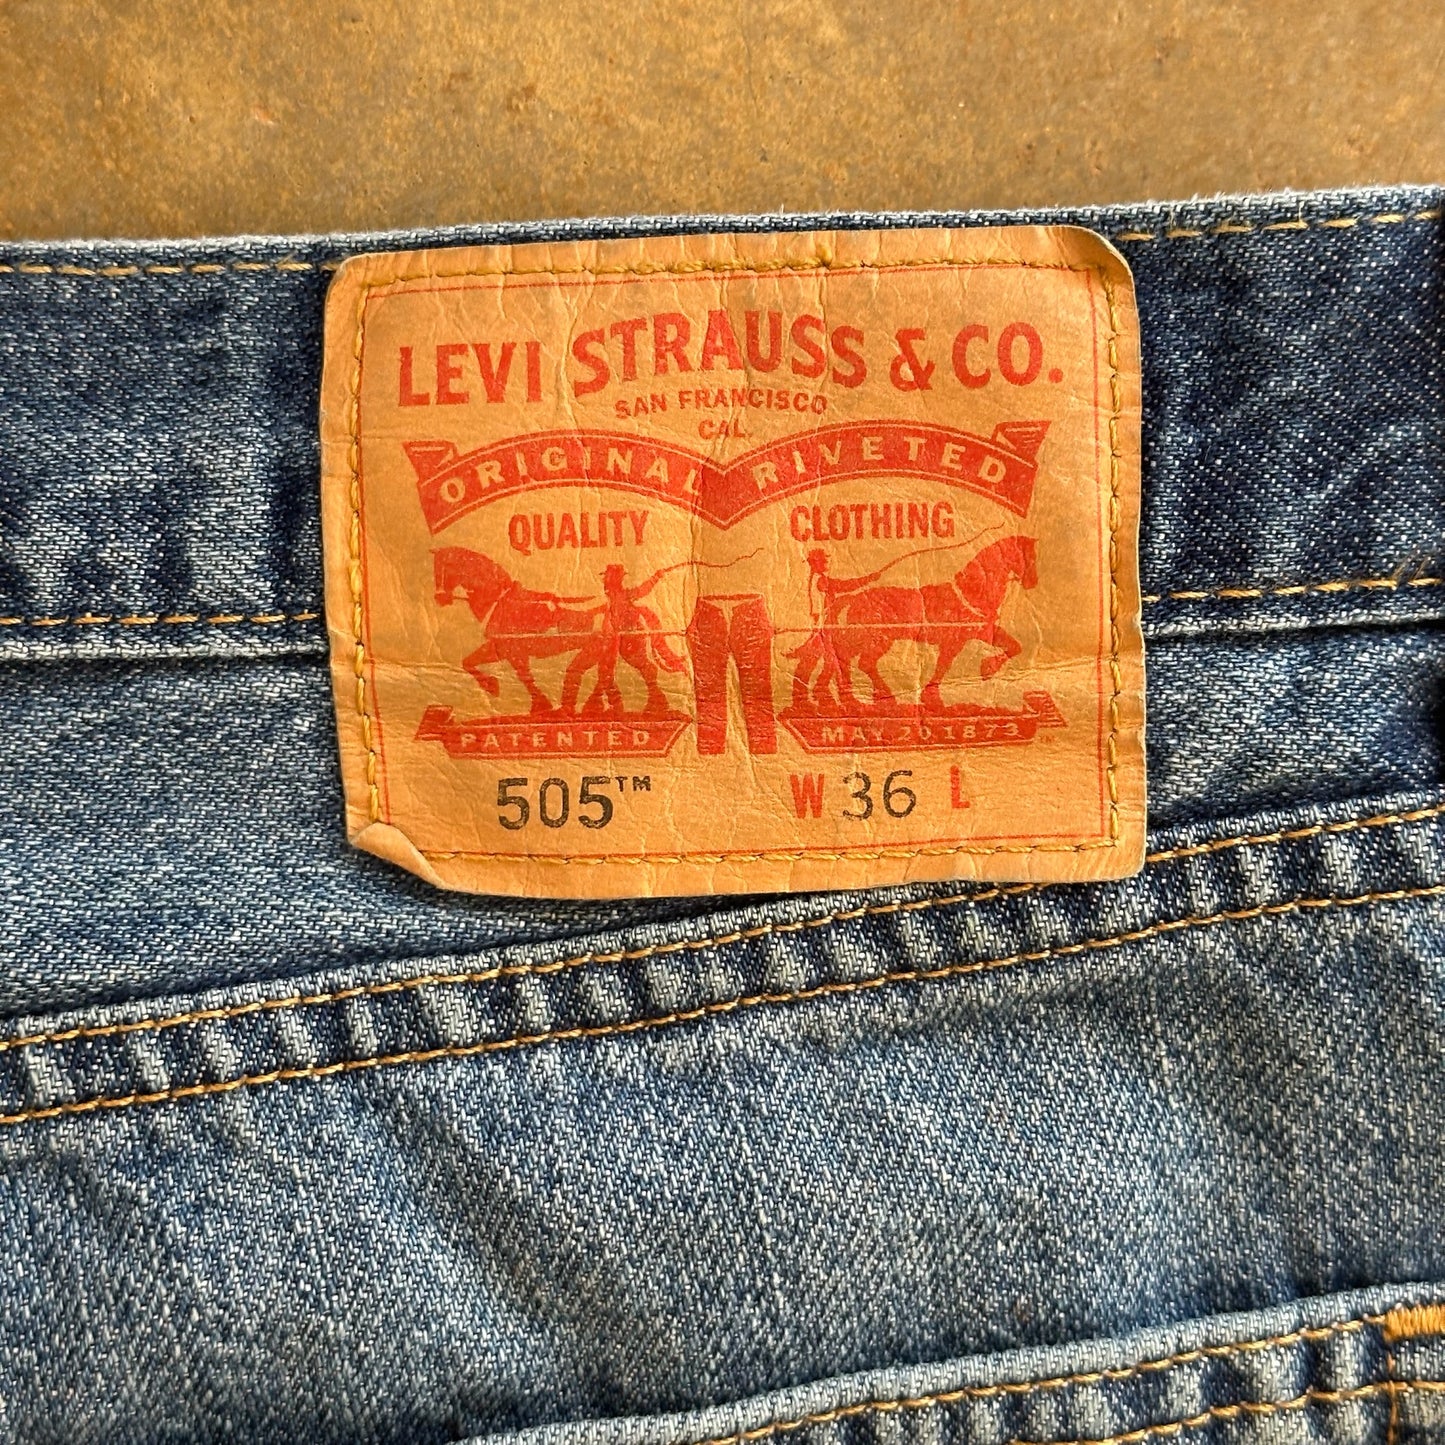 LEVI STRAUSS & CO.
SAN FRANCISCO
CAL.
ORIGINAL RIVETED
QUALITY CLOTHING
PATENTED MAY 20 1873
505™ W 36 L